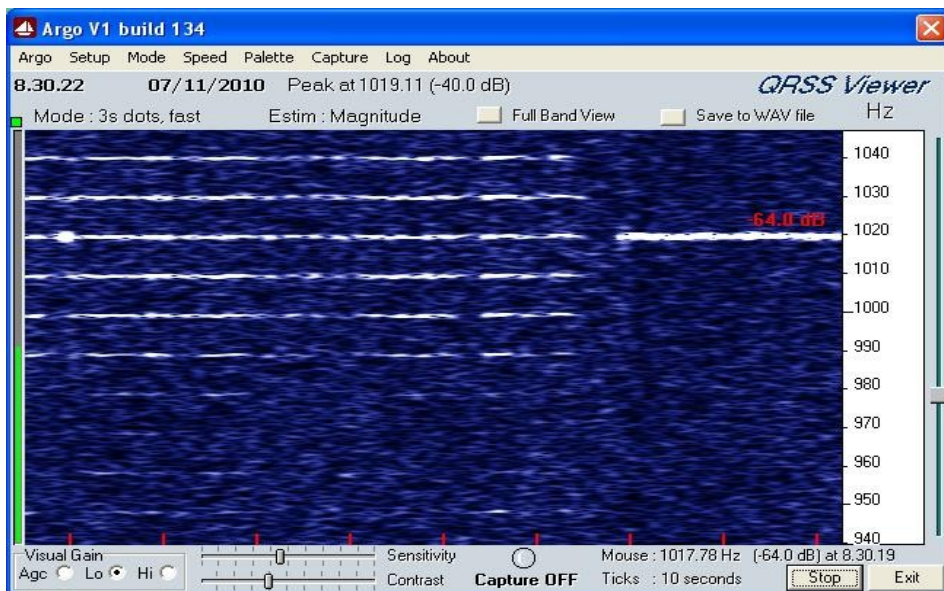 Argo V1 build 134
Argo Setup Mode Speed Palette Capture Log About
8.30.22 07/11/2010 Peak at 1019.11 (-40.0 dB) QRSS Viewer
Mode : 3s dots, fast Estim : Magnitude Full Band View Save to WAV file Hz
1040
1030
-64.0 dB
1020
1010
1000
990
980
970
960
950
940
Visual Gain Sensitivity Mouse : 1017.78 Hz (-64.0 dB) at 8.30.19
Agc Lo Hi Contrast Capture OFF Ticks : 10 seconds Stop Exit